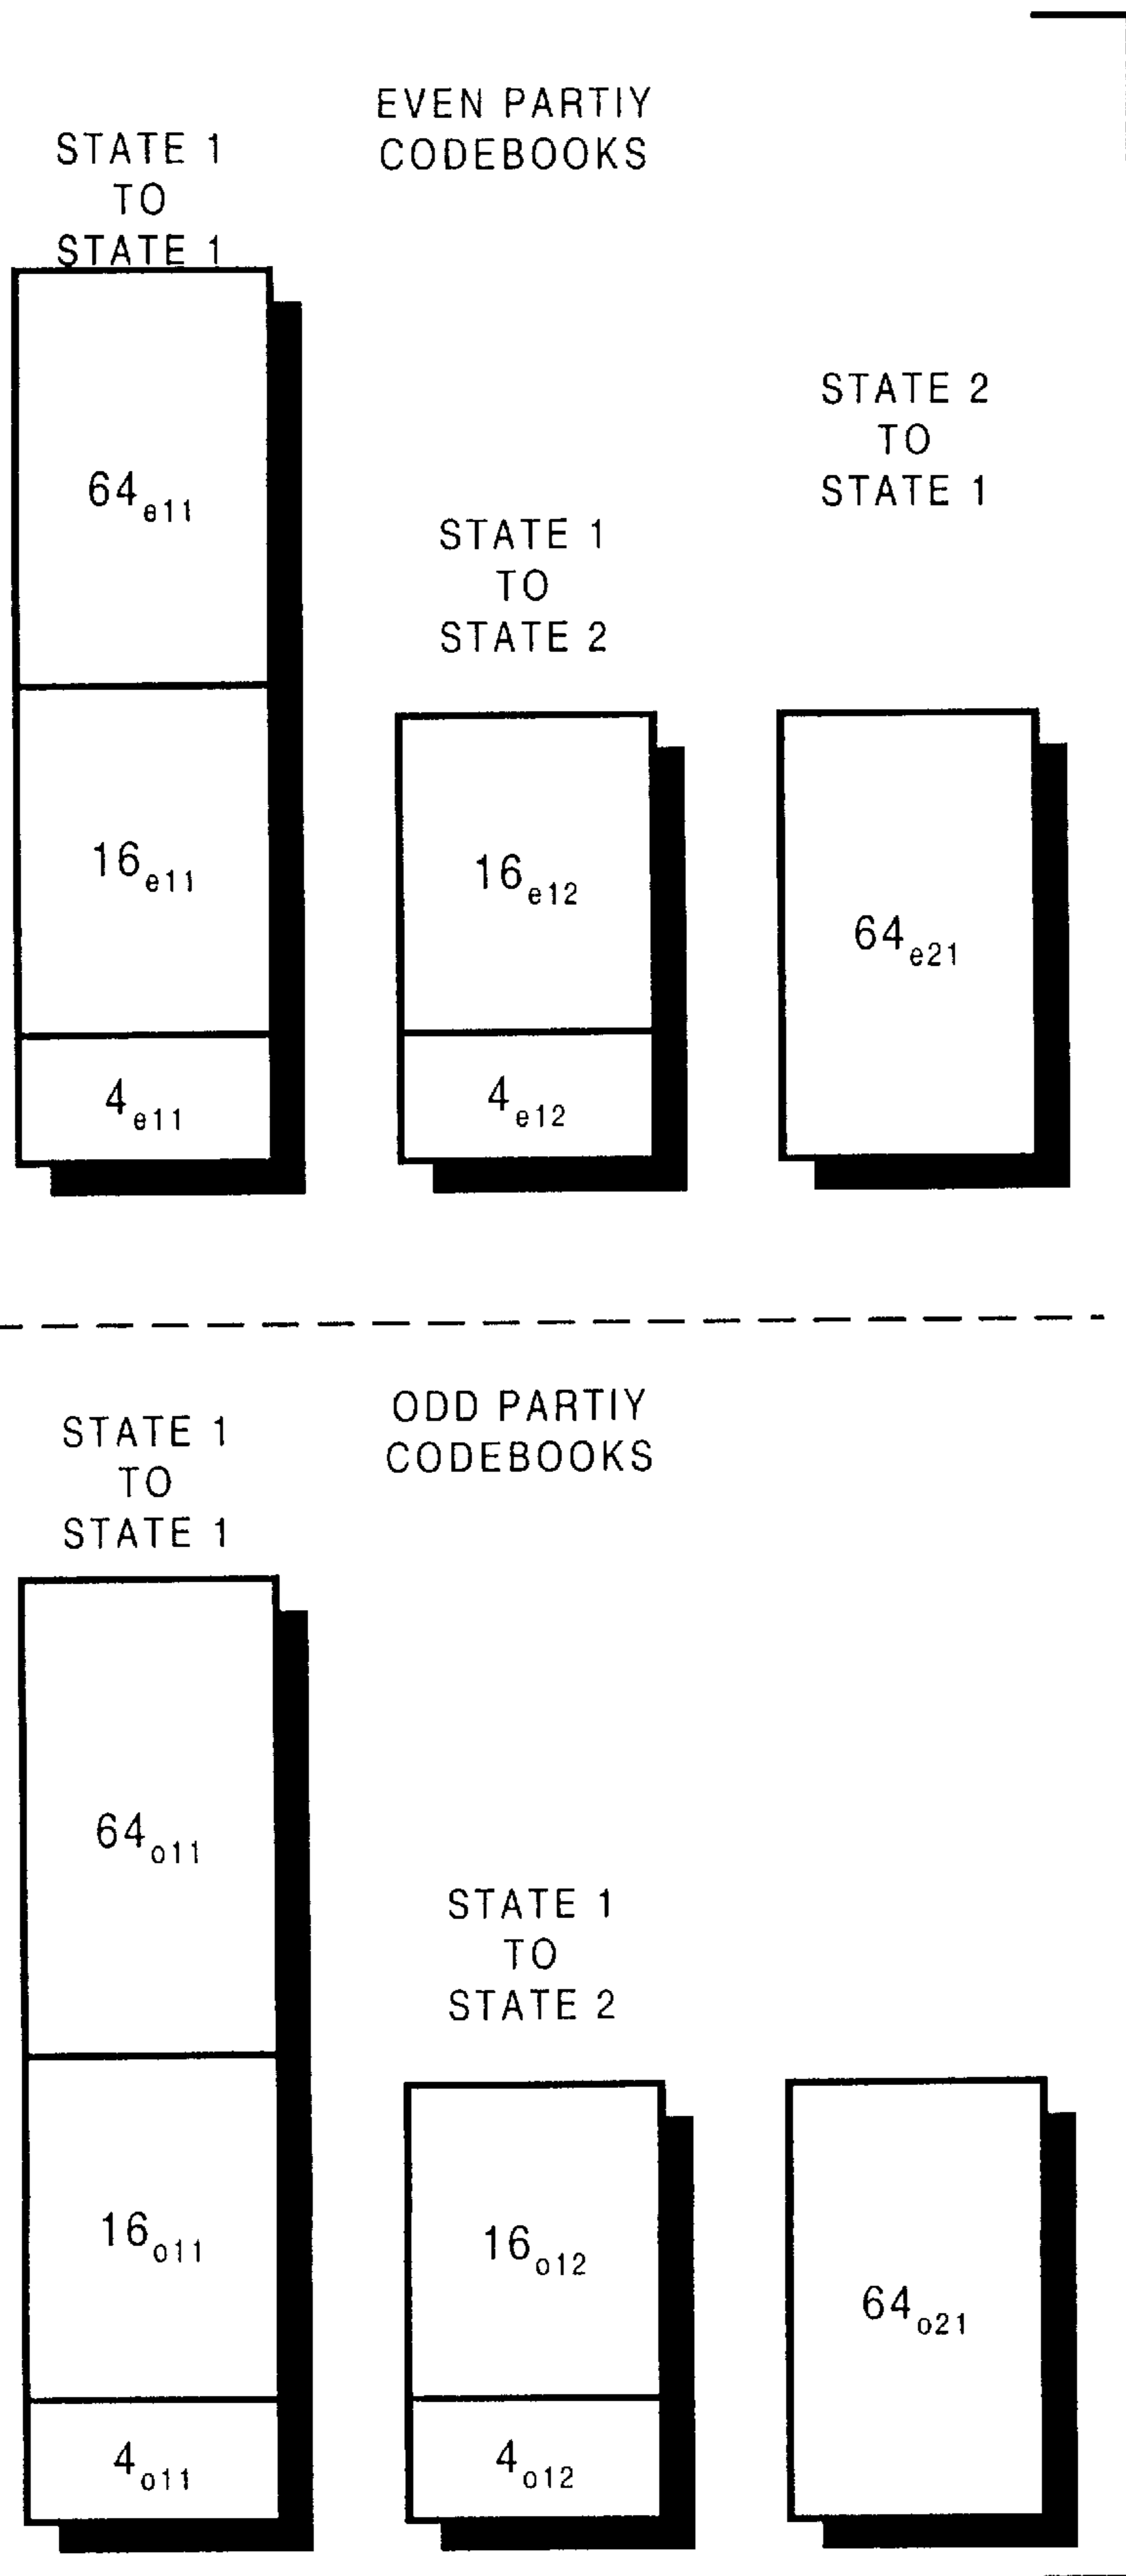 EVEN PARTIY
CODEBOOKS
STATE 1
TO
STATE 1
64e11
16e11
4e11
STATE 1
TO
STATE 2
16e12
4e12
STATE 2
TO
STATE 1
64e21
ODD PARTIY
CODEBOOKS
STATE 1
TO
STATE 1
64o11
16o11
4o11
STATE 1
TO
STATE 2
16o12
4o12
64o21